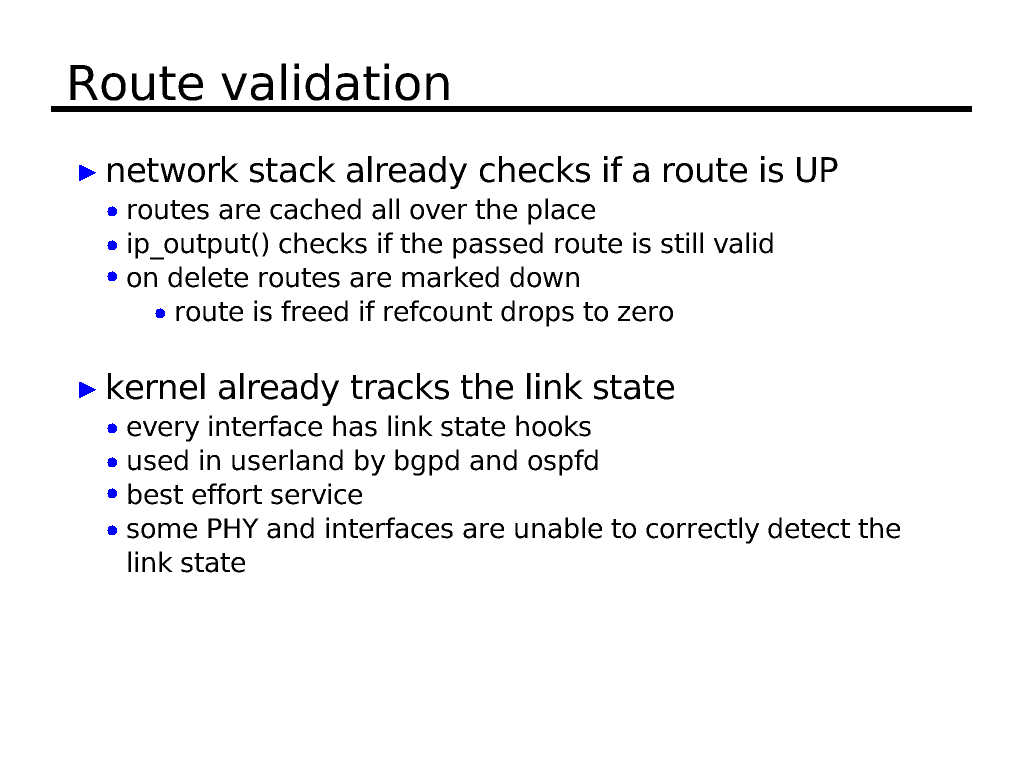 Route validation
network stack already checks if a route is UP
routes are cached all over the place
ip_output() checks if the passed route is still valid
on delete routes are marked down
route is freed if refcount drops to zero
kernel already tracks the link state
every interface has link state hooks
used in userland by bgpd and ospfd
best effort service
some PHY and interfaces are unable to correctly detect the
link state